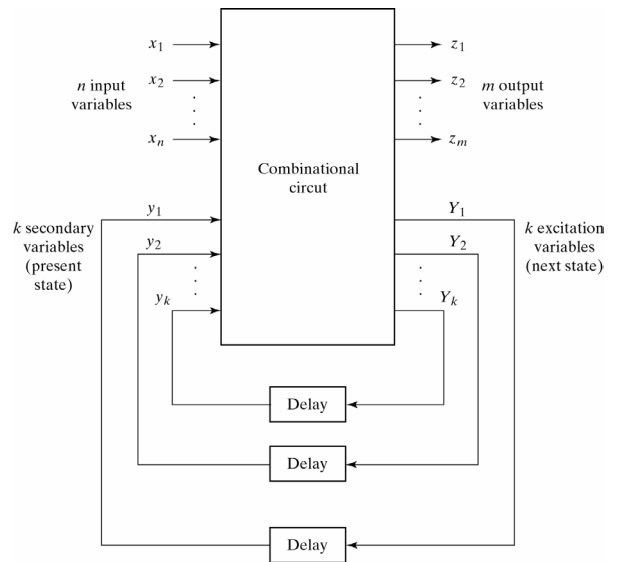 x1
z1
n input
variables
x2
z2
m output
variables
xn
zm
Combinational
circut
k secondary
variables
(present
state)
y1
Y1
k excitation
variables
(next state)
y2
Y2
yk
Yk
Delay
Delay
Delay